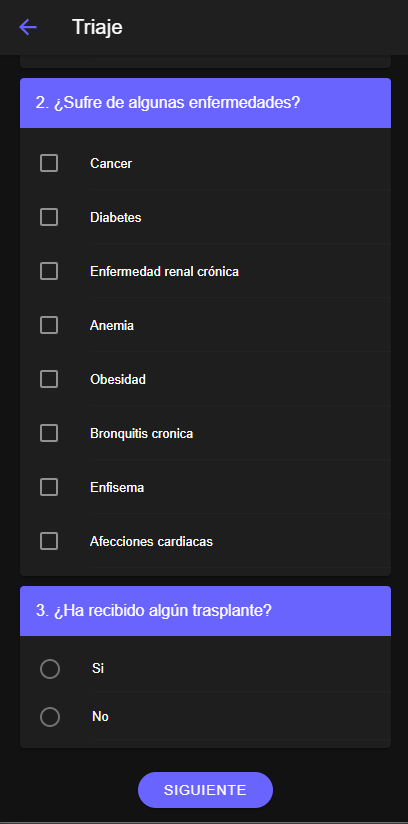 Triaje
2. ¿Sufre de algunas enfermedades?
Cancer
Diabetes
Enfermedad renal crónica
Anemia
Obesidad
Bronquitis cronica
Enfisema
Afecciones cardiacas
3. ¿Ha recibido algún trasplante?
Si
No
SIGUIENTE